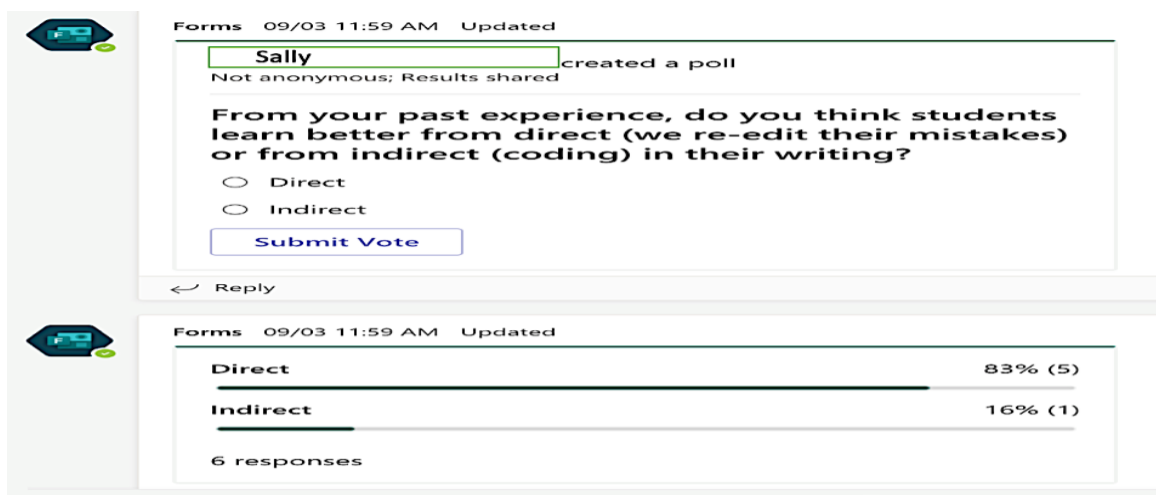 Forms 09/03 11:59 AM Updated
Sally created a poll
Not anonymous; Results shared
From your past experience, do you think students
learn better from direct (we re-edit their mistakes)
or from indirect (coding) in their writing?
Direct
Indirect
Submit Vote
Reply
Forms 09/03 11:59 AM Updated
Direct 83% (5)
Indirect 16% (1)
6 responses